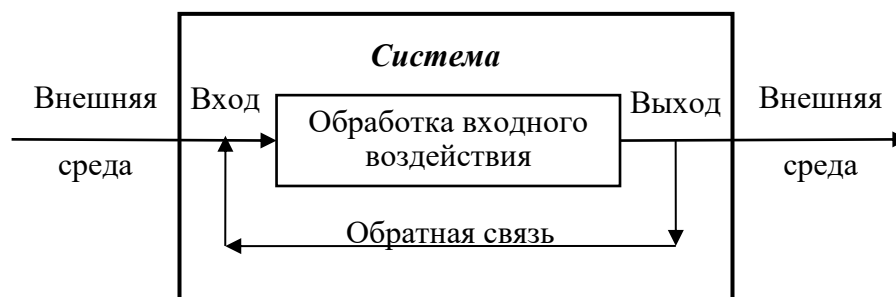 Система
Внешняя
среда
Вход
Обработка входного
воздействия
Выход
Внешняя
среда
Обратная связь